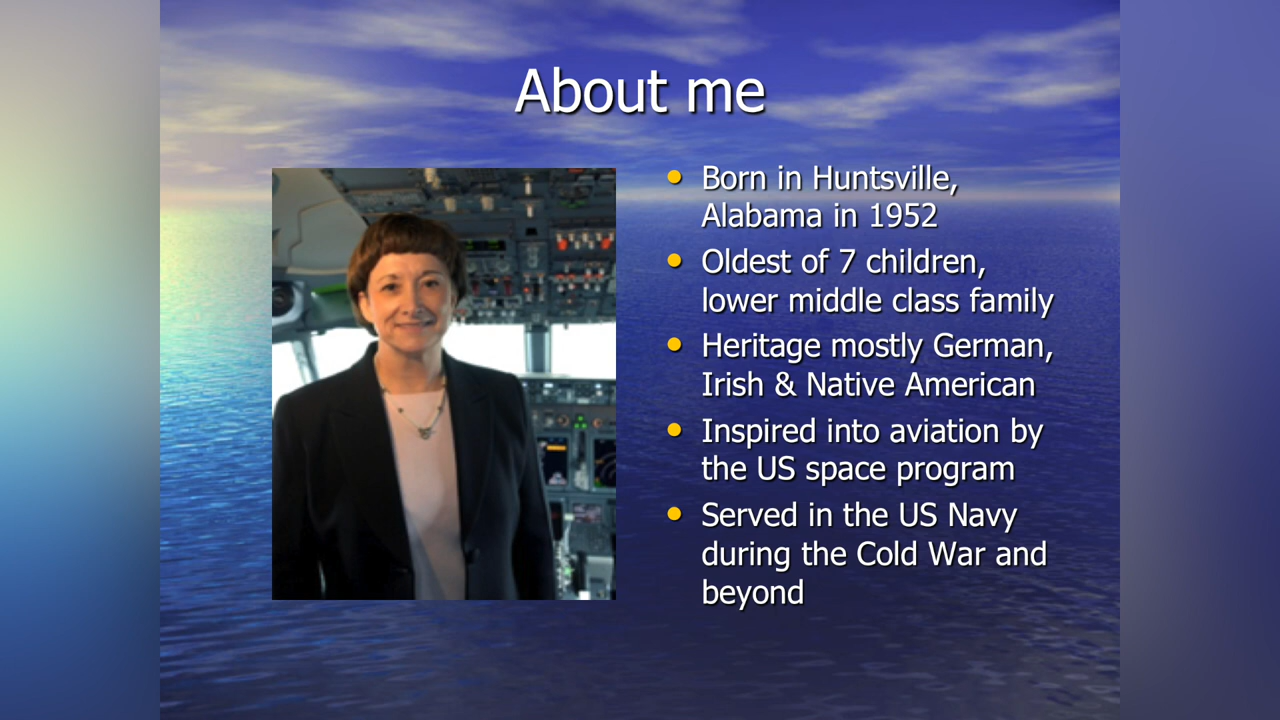 About me
Born in Huntsville,
Alabama in 1952
Oldest of 7 children,
lower middle class family
Heritage mostly German,
Irish & Native American
Inspired into aviation by
the US space program
Served in the US Navy
during the Cold War and
beyond